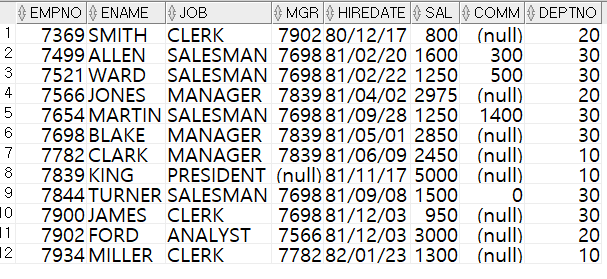 EMPNO ENAME JOB MGR HIREDATE SAL COMM DEPTNO
1 7369 SMITH CLERK 7902 80/12/17 800 (null) 20
2 7499 ALLEN SALESMAN 7698 81/02/20 1600 300 30
3 7521 WARD SALESMAN 7698 81/02/22 1250 500 30
4 7566 JONES MANAGER 7839 81/04/02 2975 (null) 20
5 7654 MARTIN SALESMAN 7698 81/09/28 1250 1400 30
6 7698 BLAKE MANAGER 7839 81/05/01 2850 (null) 30
7 7782 CLARK MANAGER 7839 81/06/09 2450 (null) 10
8 7839 KING PRESIDENT (null) 81/11/17 5000 (null) 10
9 7844 TURNER SALESMAN 7698 81/09/08 1500 0 30
10 7900 JAMES CLERK 7698 81/12/03 950 (null) 30
11 7902 FORD ANALYST 7566 81/12/03 3000 (null) 20
12 7934 MILLER CLERK 7782 82/01/23 1300 (null) 10